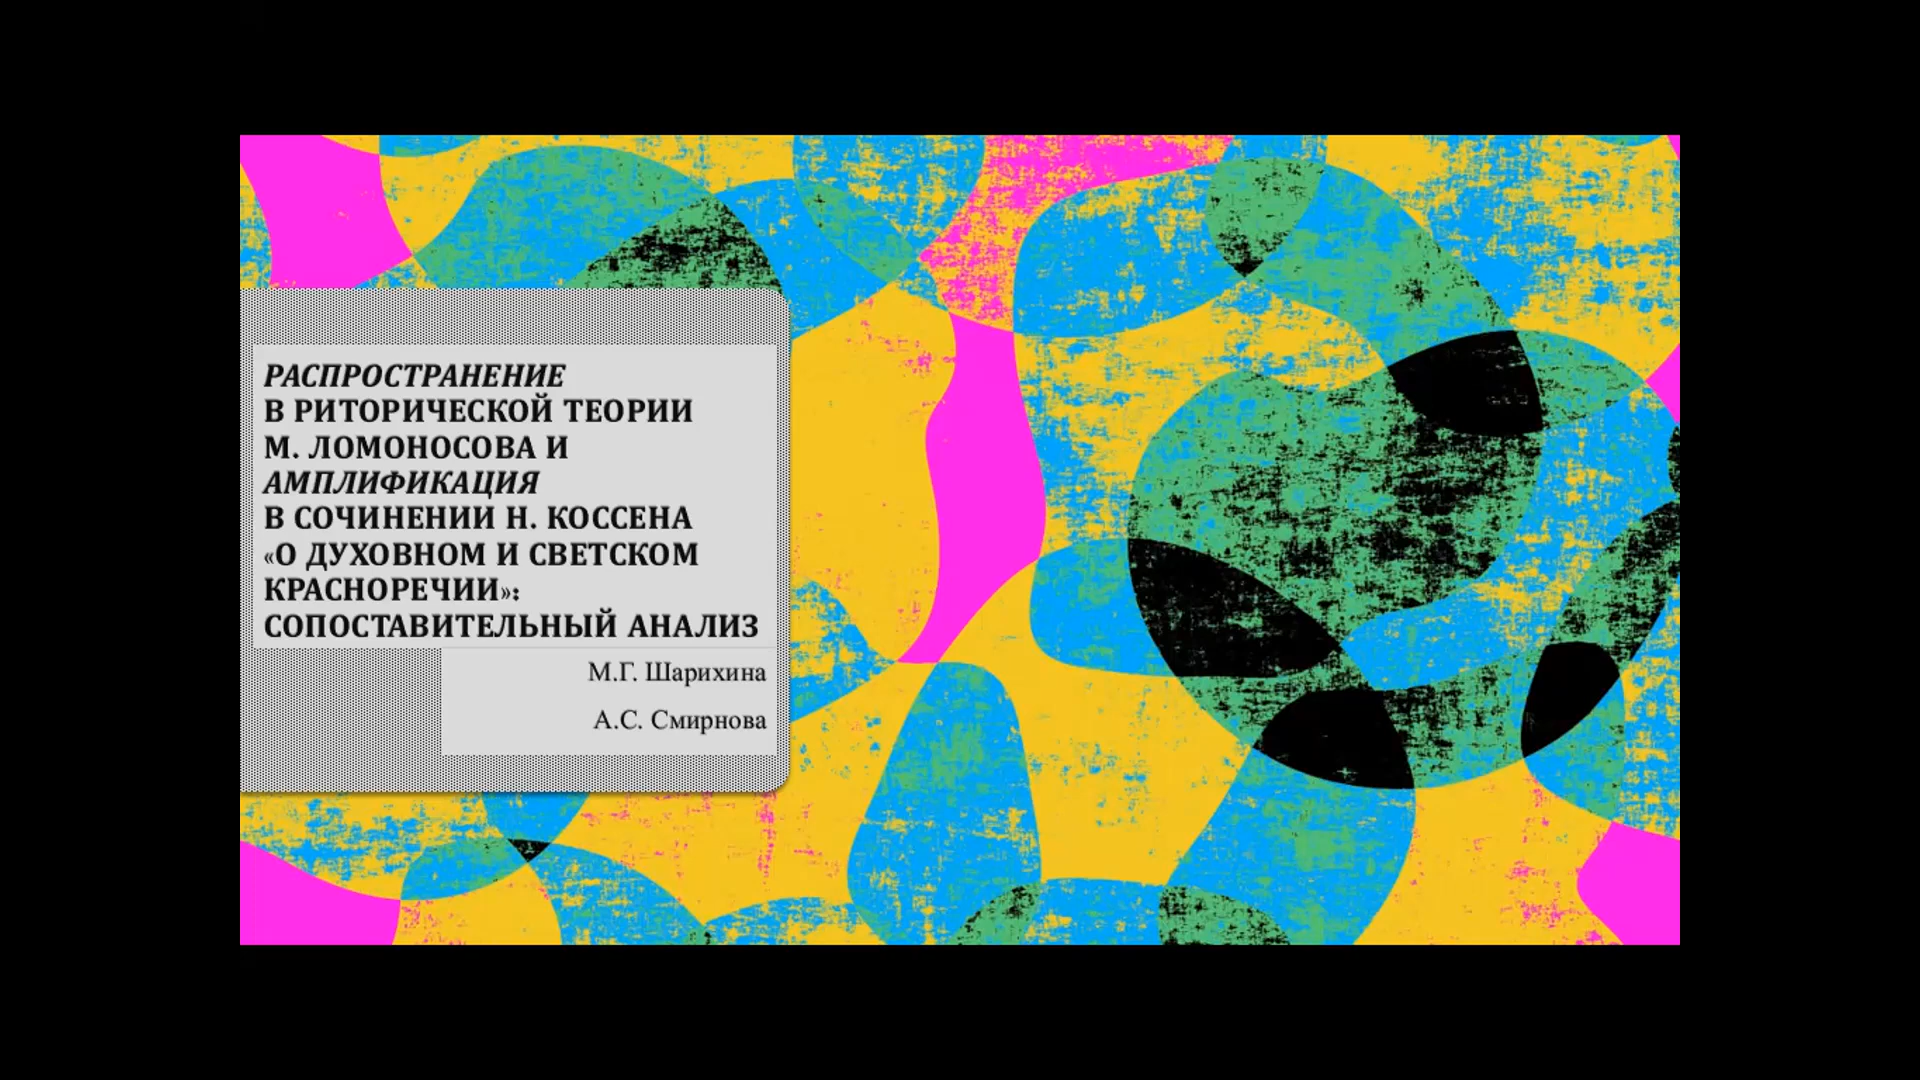 РАСПРОСТРАНЕНИЕ
В РИТОРИЧЕСКОЙ ТЕОРИИ
М. ЛОМОНОСОВА И
АМПЛИФИКАЦИЯ
В СОЧИНЕНИИ Н. КОССЕНА
«О ДУХОВНОМ И СВЕТСКОМ
КРАСНОРЕЧИИ»:
СОПОСТАВИТЕЛЬНЫЙ АНАЛИЗ
М.Г. Шарихина
А.С. Смирнова